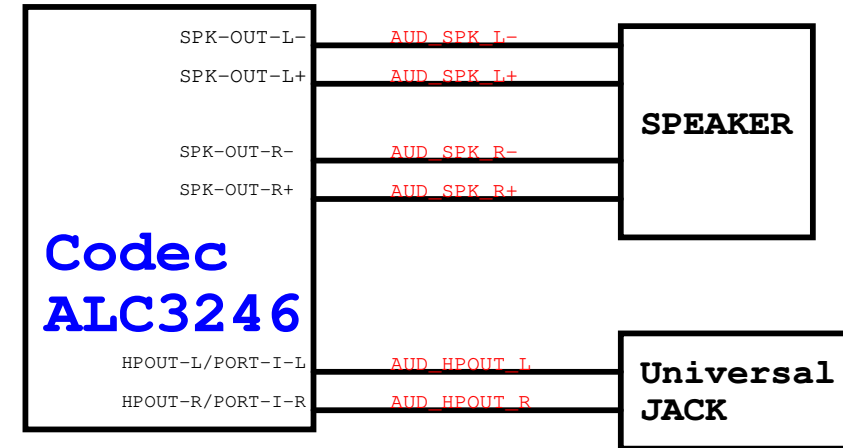 SPK-OUT-L- AUD_SPK_L-
SPK-OUT-L+ AUD_SPK_L+
SPEAKER
SPK-OUT-R- AUD_SPK_R-
SPK-OUT-R+ AUD_SPK_R+
Codec
ALC3246
HPOUT-L/PORT-I-L AUD_HPOUT_L
HPOUT-R/PORT-I-R AUD_HPOUT_R
Universal
JACK